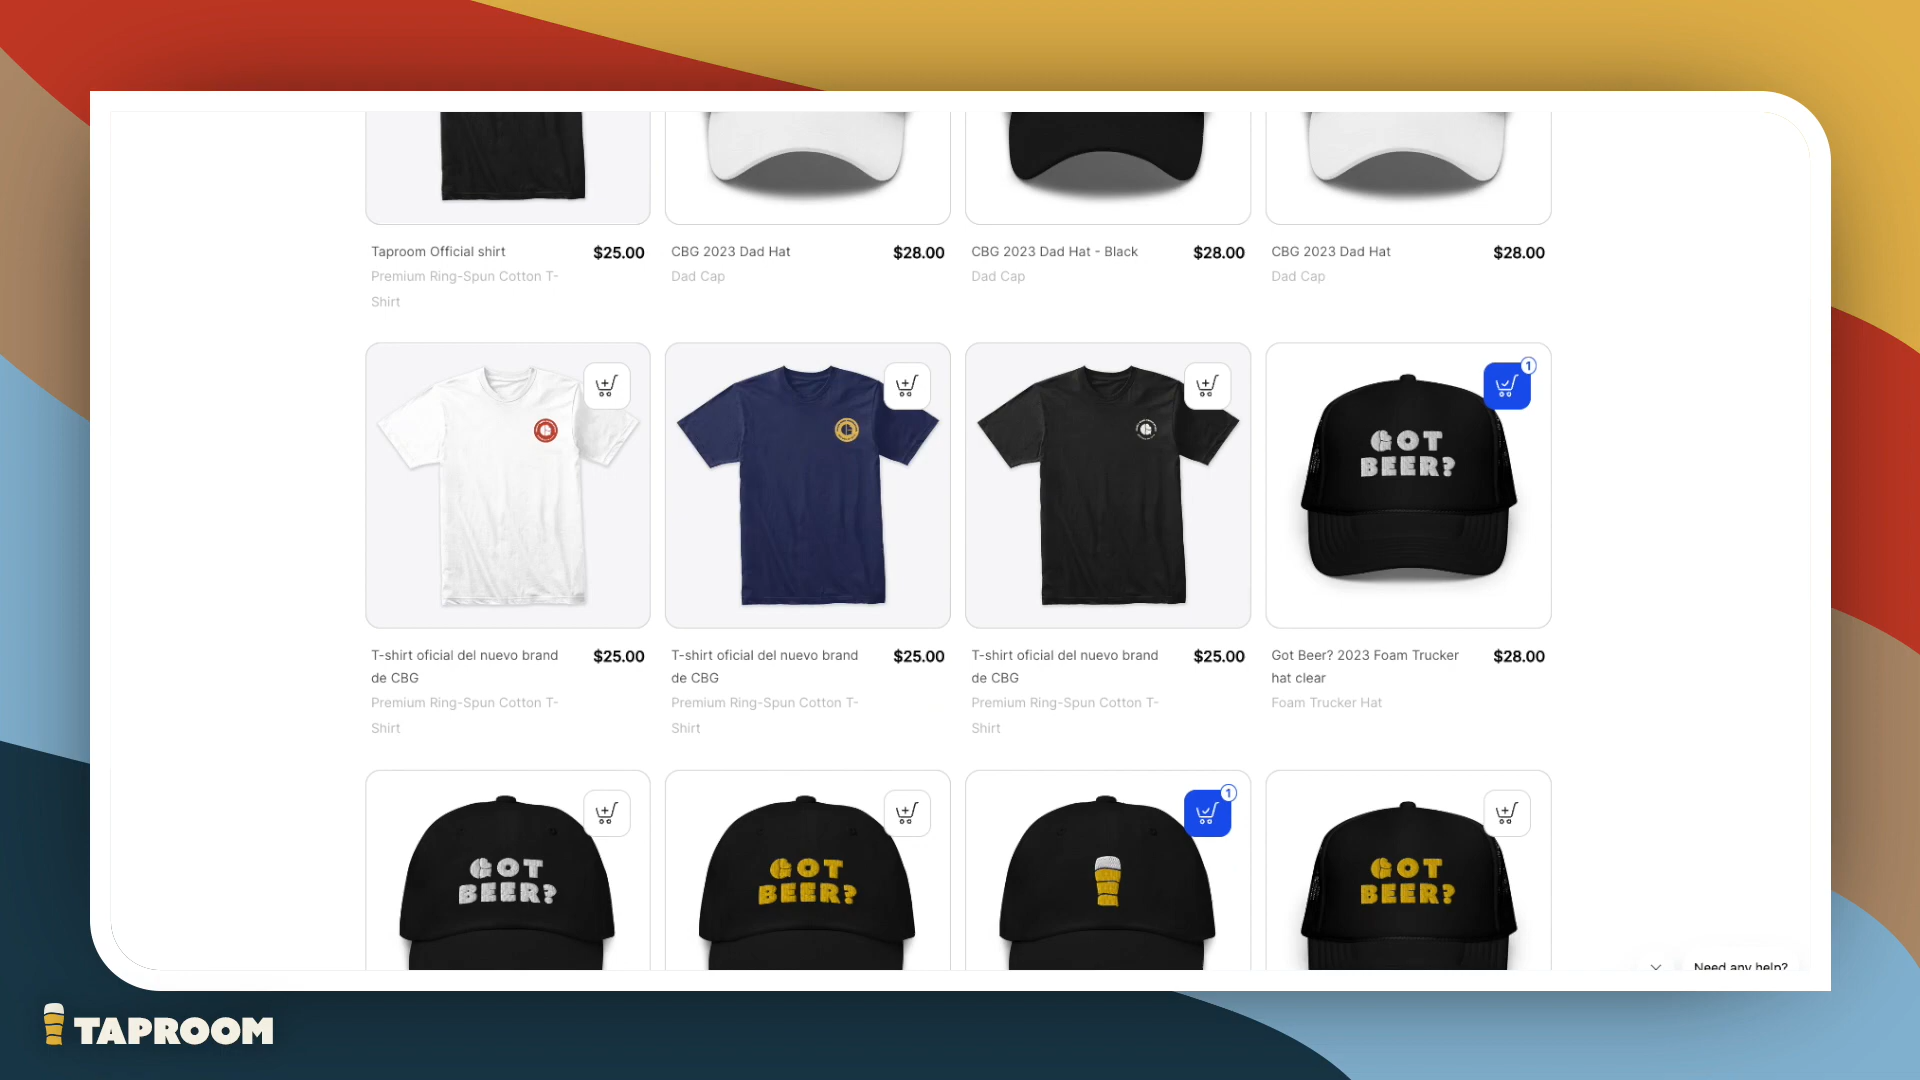 Taproom Official shirt
$25.00
Premium Ring-Spun Cotton T-
Shirt
CBG 2023 Dad Hat
$28.00
Dad Cap
CBG 2023 Dad Hat - Black
$28.00
Dad Cap
CBG 2023 Dad Hat
$28.00
Dad Cap
1
GOT
BEER?
T-shirt oficial del nuevo brand
de CBG
$25.00
Premium Ring-Spun Cotton T-
Shirt
T-shirt oficial del nuevo brand
de CBG
$25.00
Premium Ring-Spun Cotton T-
Shirt
T-shirt oficial del nuevo brand
de CBG
$25.00
Premium Ring-Spun Cotton T-
Shirt
Got Beer? 2023 Foam Trucker
hat clear
$28.00
Foam Trucker Hat
GOT
BEER?
GOT
BEER?
1
GOT
BEER?
Need any help?
TAPROOM